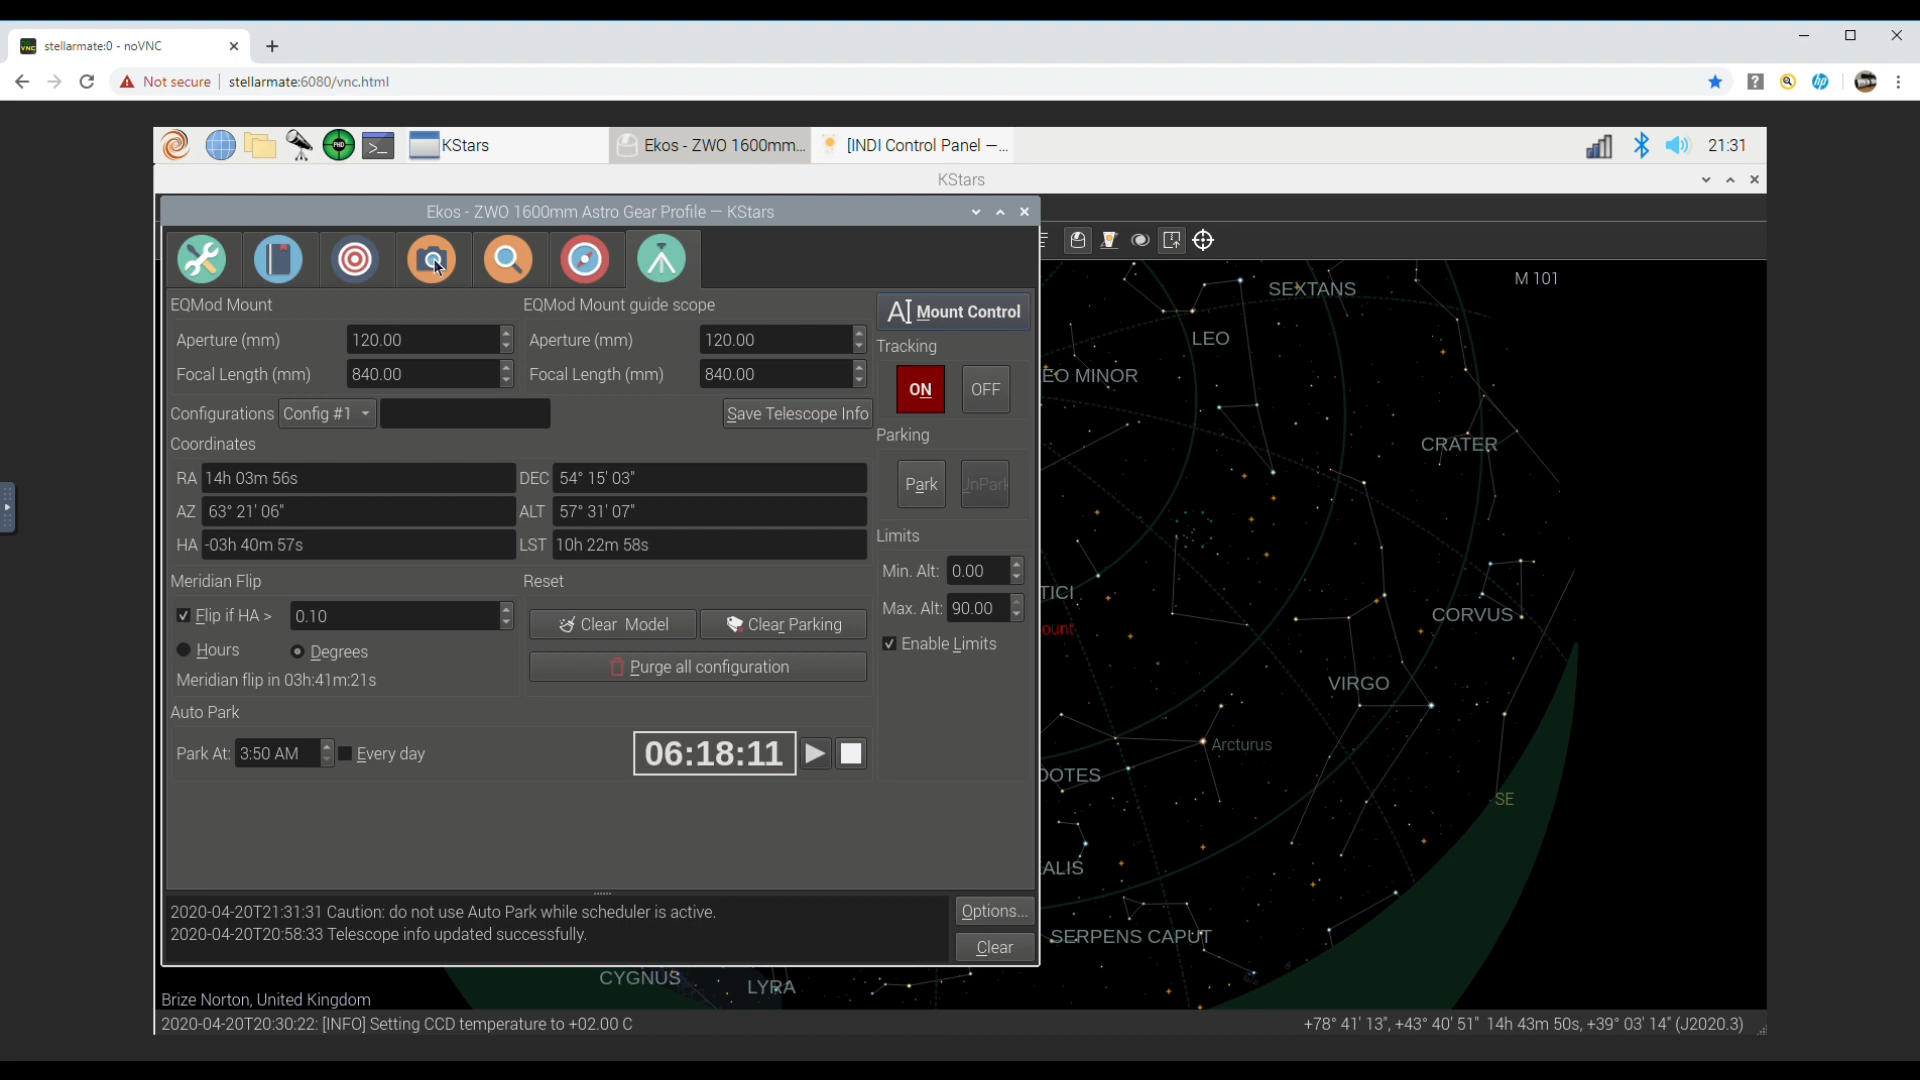 stellarmate:0 - noVNC
Not secure stellarmate:6080/vnc.html
KStars Ekos - ZWO 1600mm... [INDI Control Panel –... 21:31
KStars
Ekos - ZWO 1600mm Astro Gear Profile — KStars
EQMod Mount EQMod Mount guide scope Mount Control
Aperture (mm) 120.00 Aperture (mm) 120.00 Tracking
Focal Length (mm) 840.00 Focal Length (mm) 840.00 ON OFF
Configurations Config #1 Save Telescope Info
Coordinates Parking
RA 14h 03m 56s DEC 54° 15' 03" Park UnPark
AZ 63° 21' 06" ALT 57° 31' 07"
HA -03h 40m 57s LST 10h 22m 58s Limits
Meridian Flip Reset Min. Alt: 0.00
Flip if HA > 0.10 Clear Model Clear Parking Max. Alt: 90.00
Hours Degrees Enable Limits
Meridian flip in 03h:41m:21s Purge all configuration
Auto Park
Park At: 3:50 AM Every day 06:18:11
2020-04-20T21:31:31 Caution: do not use Auto Park while scheduler is active. Options...
2020-04-20T20:58:33 Telescope info updated successfully. Clear
SEXTANS M 101
LEO
EO MINOR
CRATER
TICI
CORVUS
ount
VIRGO
Arcturus
OOTES
SE
EALIS
SERPENS CAPUT
CYGNUS LYRA
Brize Norton, United Kingdom
2020-04-20T20:30:22: [INFO] Setting CCD temperature to +02.00 C +78° 41' 13", +43° 40' 51" 14h 43m 50s, +39° 03' 14" (J2020.3)